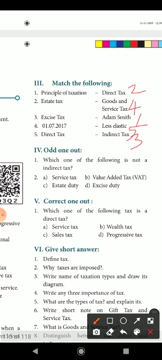 III. Match the following:
1. Principle of taxation - Direct Tax 2
2. Estate tax - Goods and
Service Tax 4
3. Excise Tax - Adam Smith 1
4. 01.07.2017 - Less elastic 5
5. Direct Tax - Indirect Tax 3
IV. Odd one out:
1. Which one of the following is not a
indirect tax?
2. a) Service tax b) Value Added Tax (VAT)
c) Estate duty d) Excise duty
V. Correct one out:
1. Which one of the following tax is a
direct tax?
a) Service tax b) Wealth tax
c) Sales tax d) Progressive tax
VI. Give short answer:
1. Define tax.
2. Why taxes are imposed?
3. Write name of taxation types and draw its
diagram.
4. Write any three importance of tax.
5. What are the types of tax? and explain its.
6. Write short note on Gift Tax and
Service Tax.
7. What is Goods and